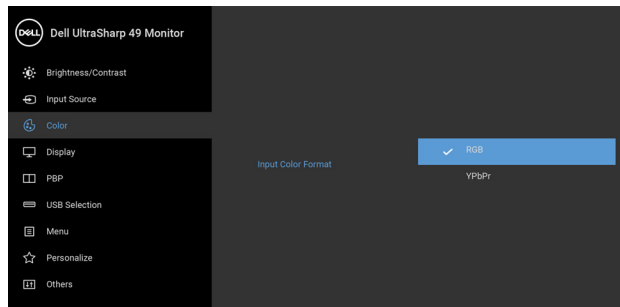 DELL Dell UltraSharp 49 Monitor
Brightness/Contrast
Input Source
Color
Display
PBP
USB Selection
Menu
Personalize
Others
Input Color Format
RGB
YPbPr